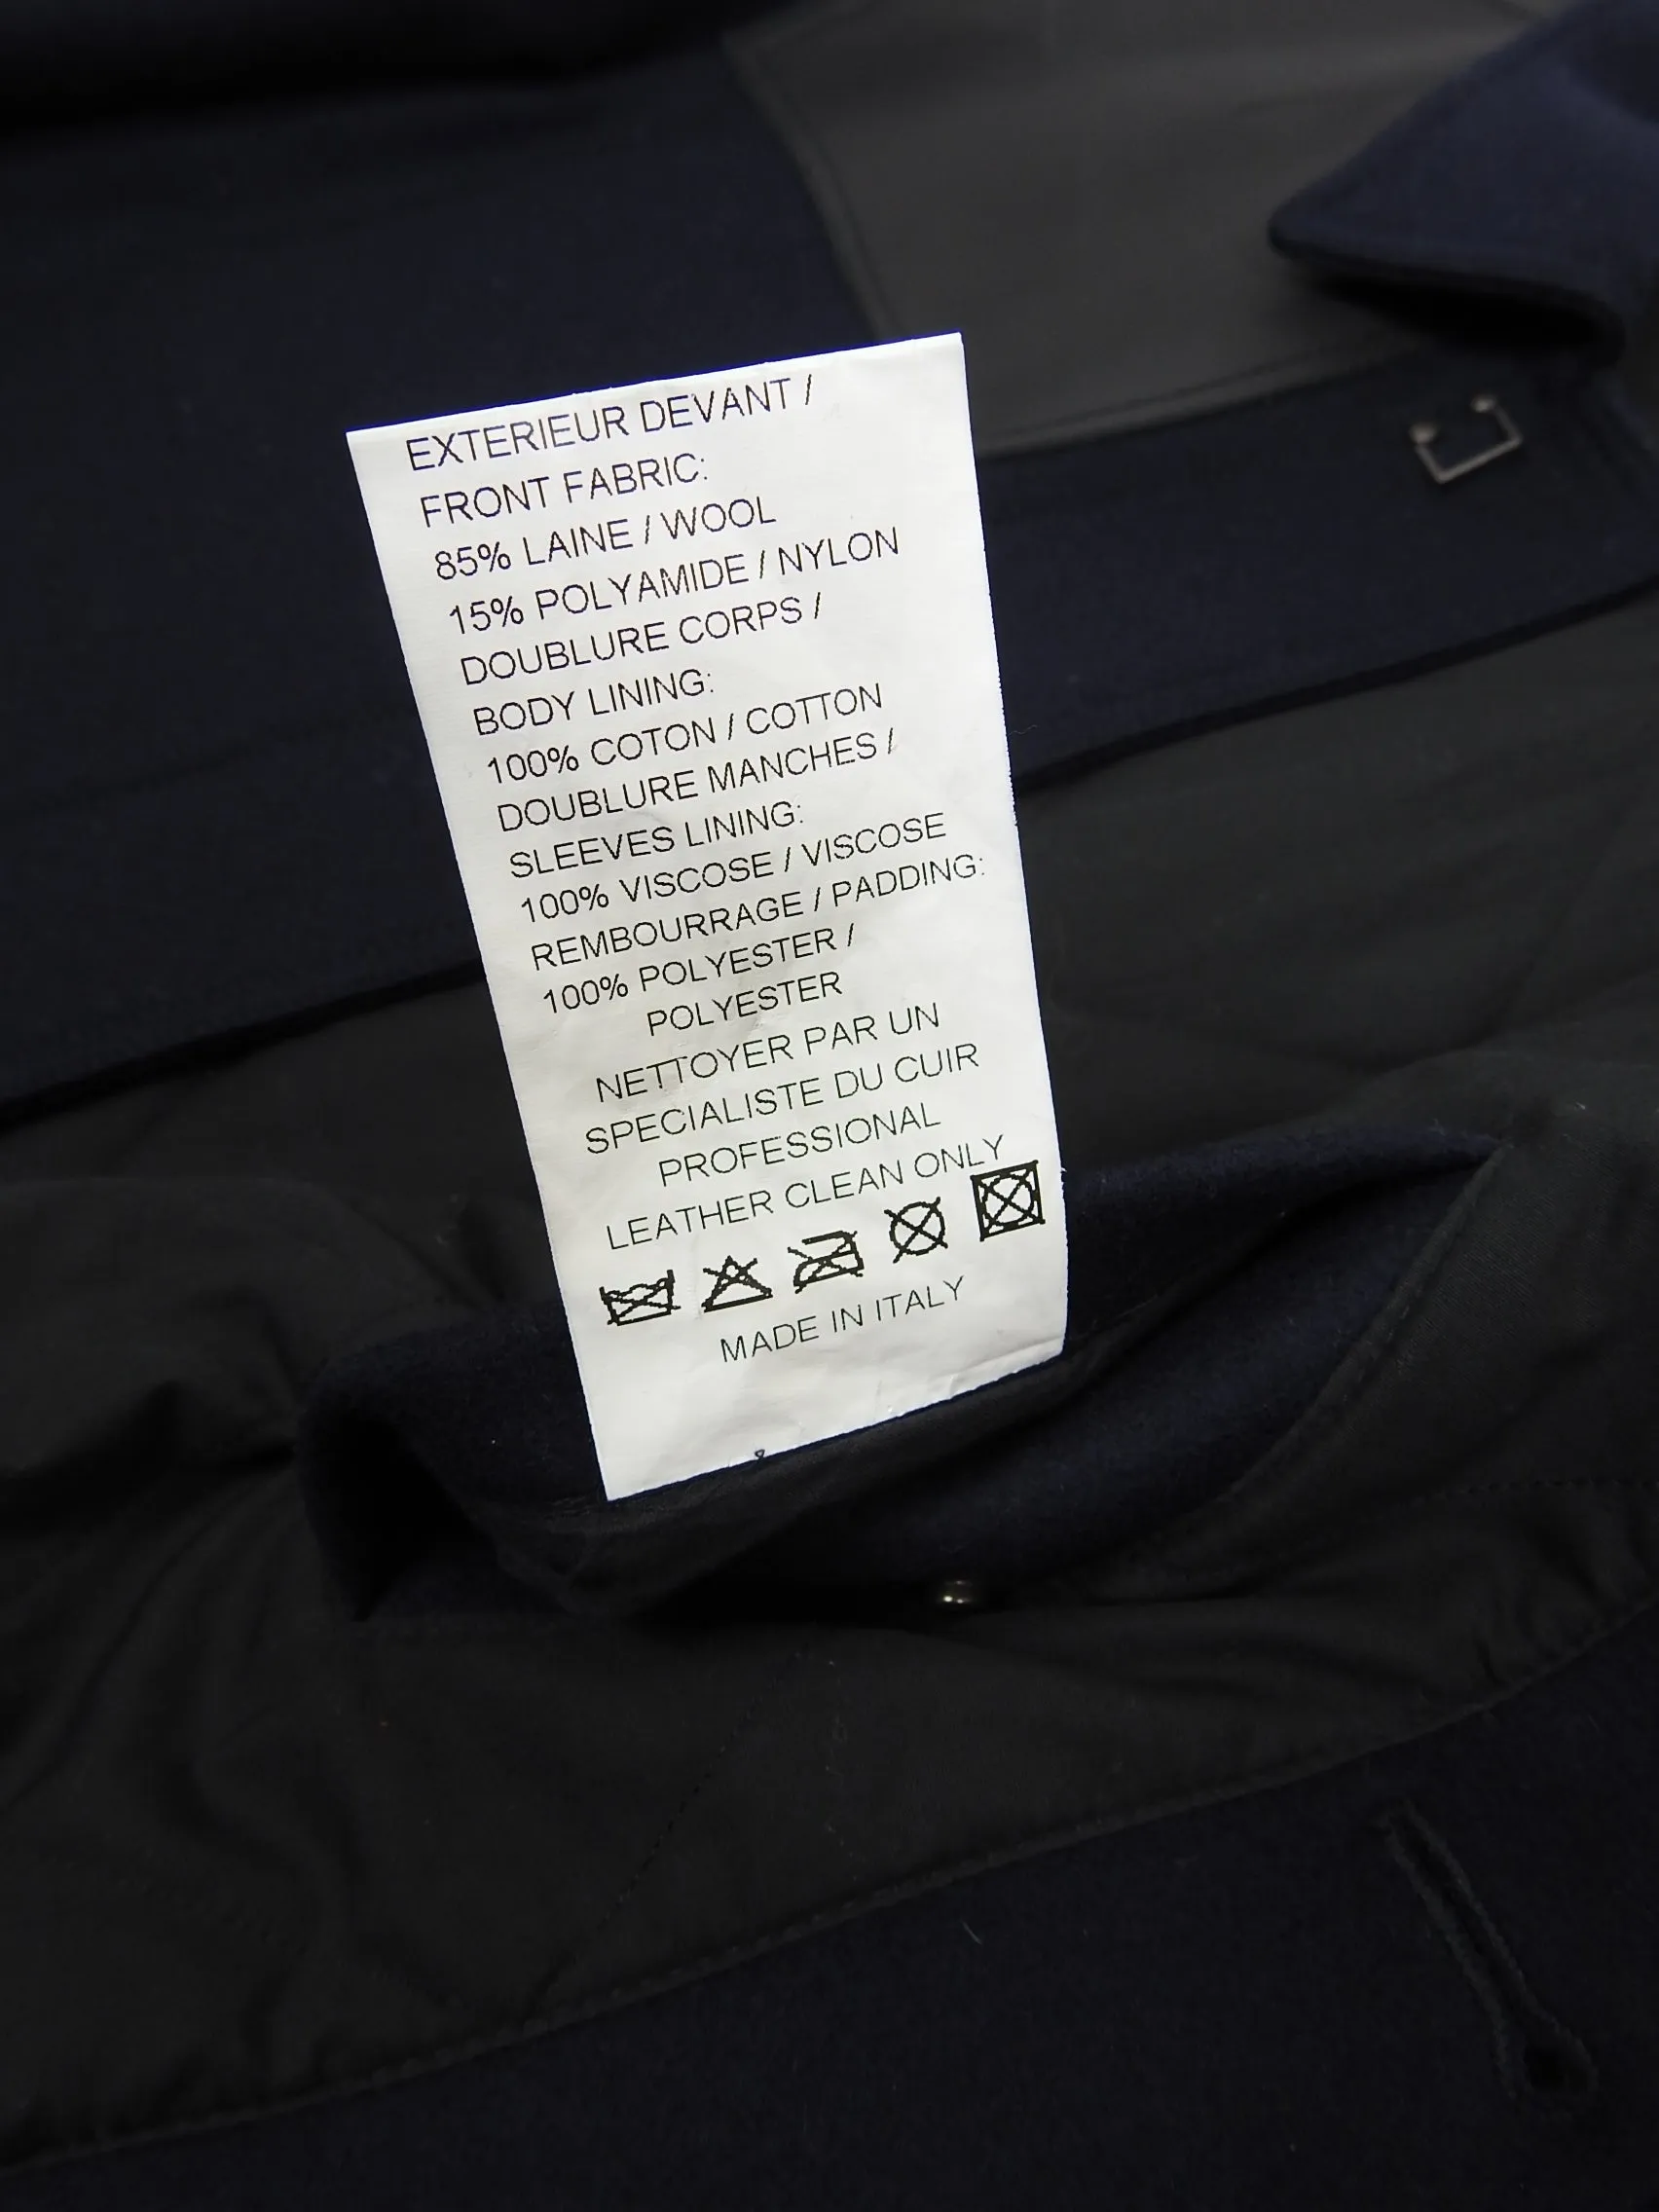 EXTERIEUR DEVANT /
FRONT FABRIC:
85% LAINE / WOOL
15% POLYAMIDE / NYLON
DOUBLURE CORPS /
BODY LINING:
100% COTON / COTTON
DOUBLURE MANCHES /
SLEEVES LINING:
100% VISCOSE / VISCOSE
REMBOURRAGE / PADDING:
100% POLYESTER /
POLYESTER
NETTOYER PAR UN
SPECIALISTE DU CUIR
PROFESSIONAL
LEATHER CLEAN ONLY
MADE IN ITALY